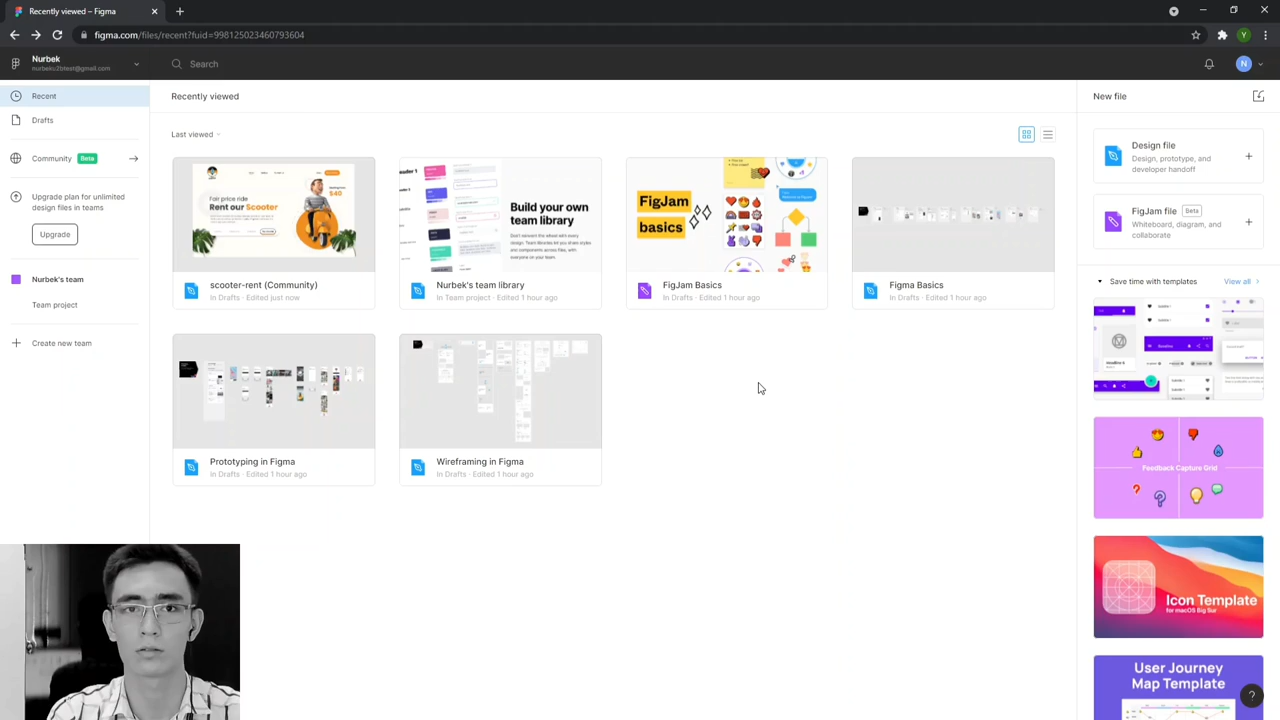 Recently viewed – Figma
figma.com/files/recent?fuid=998125023460793604
Y
Nurbek
nurbeku2btext@gmail.com
Search
N
Recent
Drafts
Community Beta
Upgrade plan for unlimited
design files in teams
Upgrade
Nurbek's team
Team project
Create new team
Recently viewed
Last viewed
Fair price ride
Rent our Scooter
$40
scooter-rent (Community)
In Drafts · Edited just now
Header 1
Build your own
team library
Nurbek's team library
In Team project · Edited 1 hour ago
FigJam
basics
FigJam Basics
In Drafts · Edited 1 hour ago
Figma Basics
In Drafts · Edited 1 hour ago
Prototyping in Figma
In Drafts · Edited 1 hour ago
Wireframing in Figma
In Drafts · Edited 1 hour ago
New file
Design file
Design, prototype, and
developer handoff
FigJam file Beta
Whiteboard, diagram, and
collaborate
Save time with templates
View all
Feedback Capture Grid
Icon Template
for macOS Big Sur
User Journey
Map Template
?